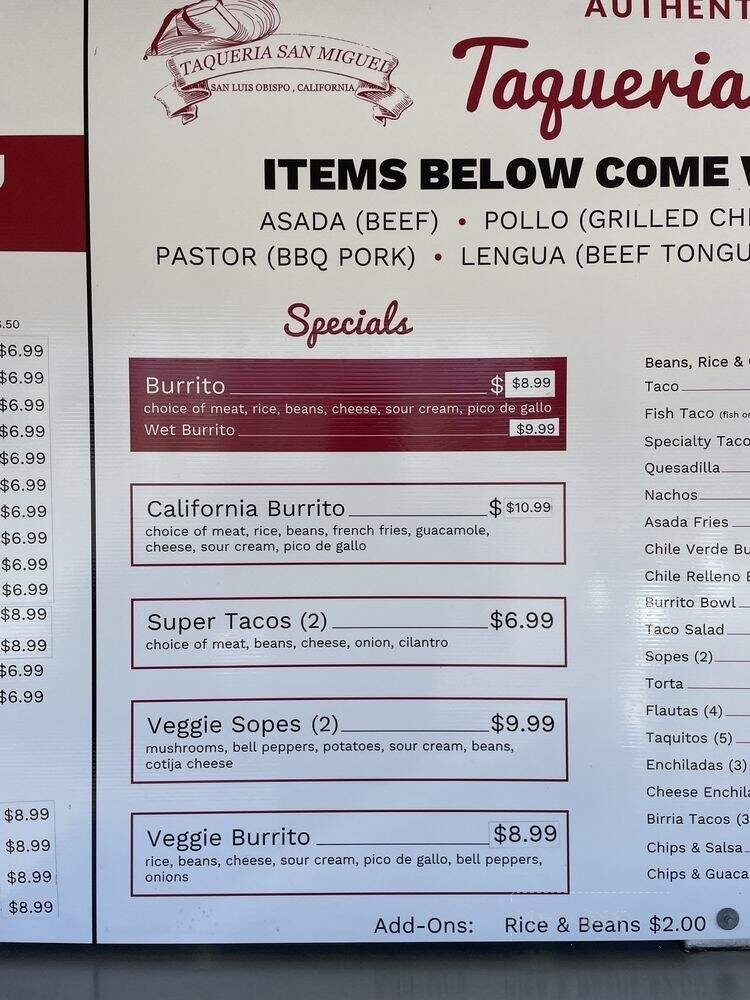 AUTHENT
TAQUERIA SAN MIGUEL
SAN LUIS OBISPO, CALIFORNIA
Taqueria
ITEMS BELOW COME
ASADA (BEEF) • POLLO (GRILLED CHI
PASTOR (BBQ PORK) • LENGUA (BEEF TONGU
.50
$6.99
$6.99
$6.99
$6.99
$6.99
$6.99
$6.99
$6.99
$6.99
$6.99
$8.99
$8.99
$6.99
$6.99
$8.99
$8.99
$8.99
$8.99
Specials
Burrito $ $8.99
choice of meat, rice, beans, cheese, sour cream, pico de gallo
Wet Burrito $9.99
California Burrito $ $10.99
choice of meat, rice, beans, french fries, guacamole,
cheese, sour cream, pico de gallo
Super Tacos (2) $6.99
choice of meat, beans, cheese, onion, cilantro
Veggie Sopes (2) $9.99
mushrooms, bell peppers, potatoes, sour cream, beans,
cotija cheese
Veggie Burrito $8.99
rice, beans, cheese, sour cream, pico de gallo, bell peppers,
onions
Beans, Rice &
Taco
Fish Taco (fish or
Specialty Taco
Quesadilla
Nachos
Asada Fries
Chile Verde Bu
Chile Relleno
Burrito Bowl
Taco Salad
Sopes (2)
Torta
Flautas (4)
Taquitos (5)
Enchiladas (3)
Cheese Enchila
Birria Tacos (3
Chips & Salsa
Chips & Guaca
Add-Ons: Rice & Beans $2.00